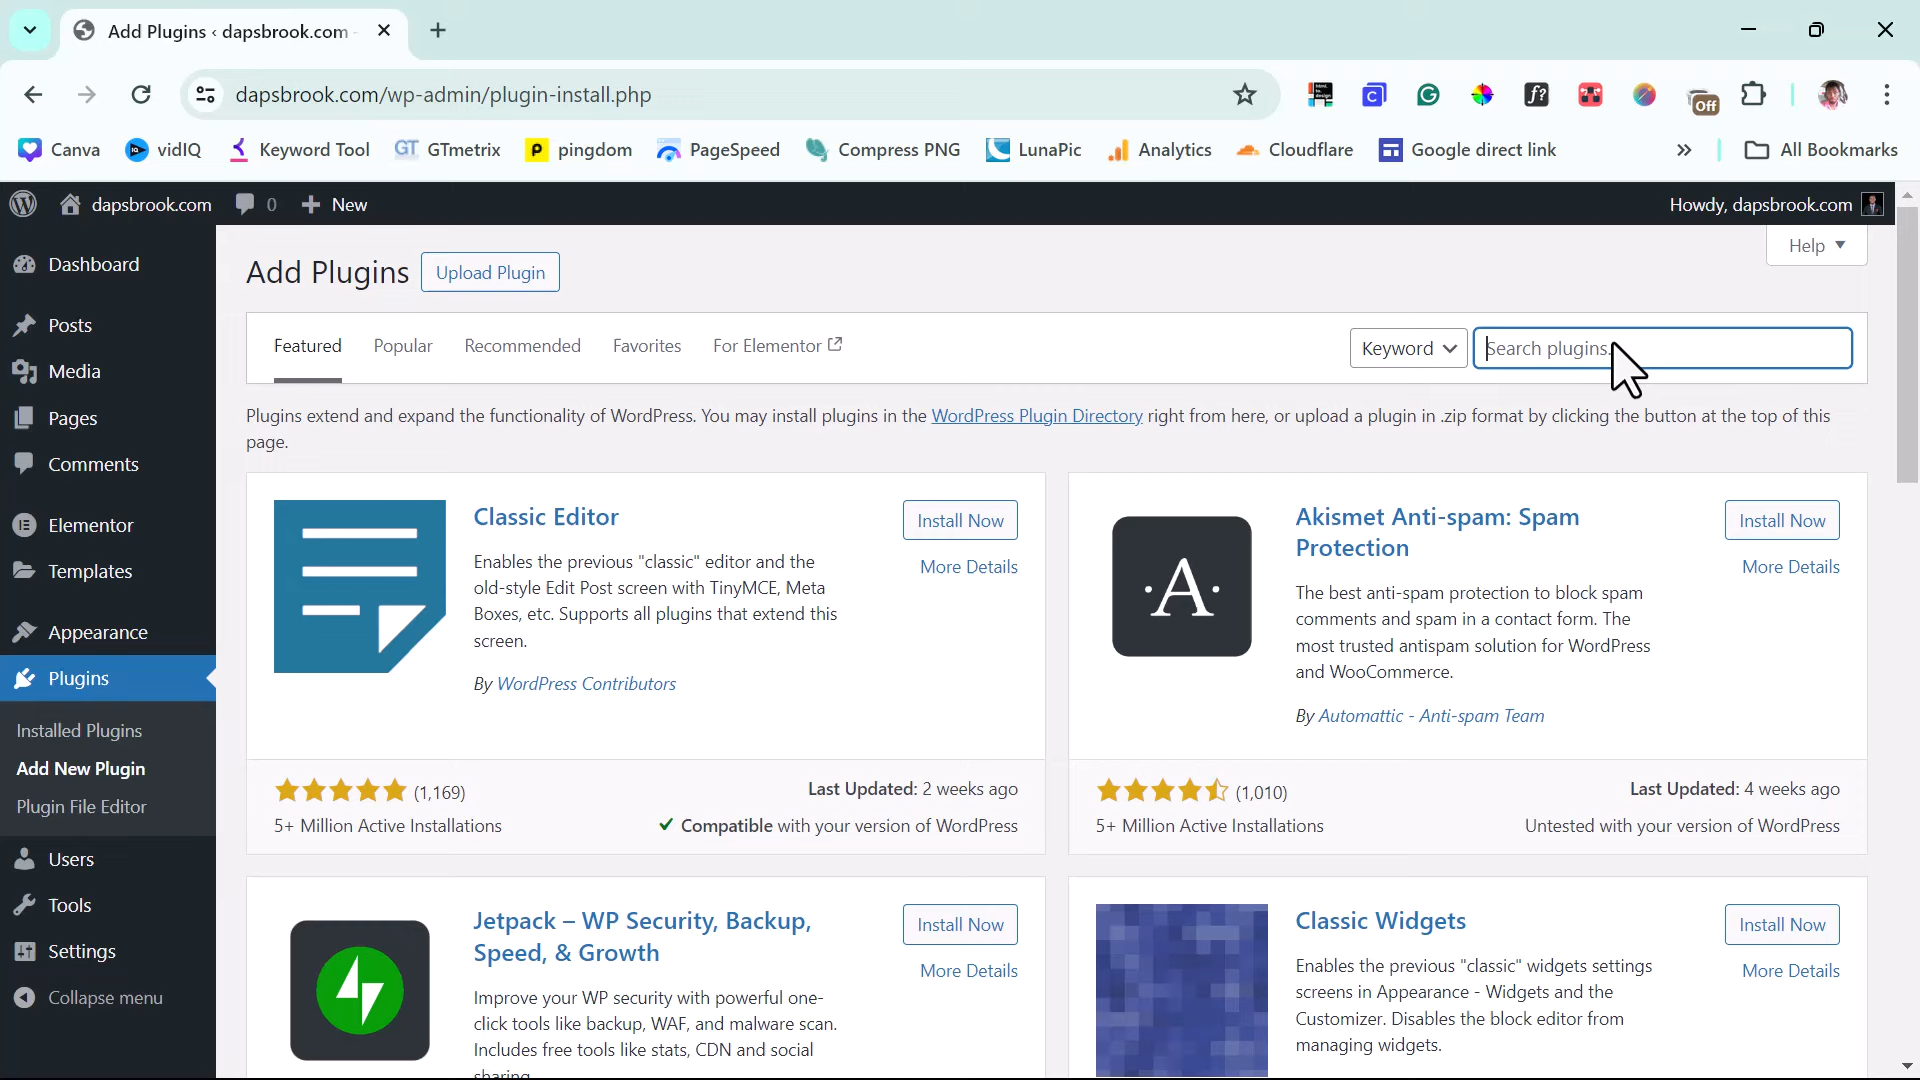 Add Plugins ‹ dapsbrook.com
dapsbrook.com/wp-admin/plugin-install.php
Off
Canva
vidIQ
Keyword Tool
GT GTmetrix
p pingdom
PageSpeed
Compress PNG
LunaPic
Analytics
Cloudflare
Google direct link
All Bookmarks
dapsbrook.com
0
New
Howdy, dapsbrook.com
Dashboard
Posts
Media
Pages
Comments
Elementor
Templates
Appearance
Plugins
Installed Plugins
Add New Plugin
Plugin File Editor
Users
Tools
Settings
Collapse menu
Help
Add Plugins
Upload Plugin
Featured
Popular
Recommended
Favorites
For Elementor
Keyword
Search plugins.
Plugins extend and expand the functionality of WordPress. You may install plugins in the WordPress Plugin Directory right from here, or upload a plugin in .zip format by clicking the button at the top of this
page.
Classic Editor
Install Now
More Details
Enables the previous "classic" editor and the
old-style Edit Post screen with TinyMCE, Meta
Boxes, etc. Supports all plugins that extend this
screen.
By WordPress Contributors
(1,169)
5+ Million Active Installations
Last Updated: 2 weeks ago
Compatible with your version of WordPress
·A·
Akismet Anti-spam: Spam
Protection
Install Now
More Details
The best anti-spam protection to block spam
comments and spam in a contact form. The
most trusted antispam solution for WordPress
and WooCommerce.
By Automattic - Anti-spam Team
(1,010)
5+ Million Active Installations
Last Updated: 4 weeks ago
Untested with your version of WordPress
Jetpack – WP Security, Backup,
Speed, & Growth
Install Now
More Details
Improve your WP security with powerful one-
click tools like backup, WAF, and malware scan.
Includes free tools like stats, CDN and social
sharing
Classic Widgets
Install Now
More Details
Enables the previous "classic" widgets settings
screens in Appearance - Widgets and the
Customizer. Disables the block editor from
managing widgets.